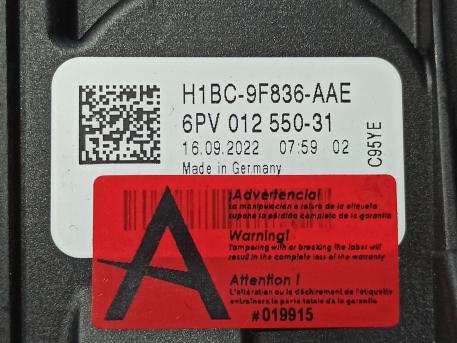 H1BC-9F836-AAE
6PV 012 550-31
16.09.2022 07:59 02
Made in Germany
C95YE
¡Advertencia!
La manipulación o rotura de la etiqueta
supone la pérdida completa de la garantía
Warning!
Tampering with or breaking the label will
result in the complete loss of the warranty
Attention !
L'altération ou le déchirement de l'étiquette
entraînera la perte totale de la garantie
#019915